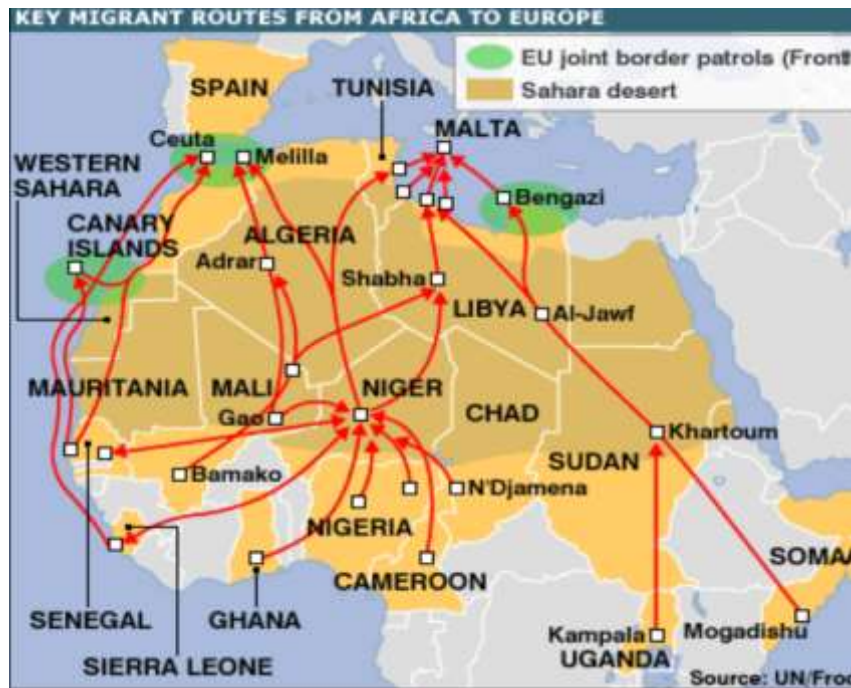 KEY MIGRANT ROUTES FROM AFRICA TO EUROPE
EU joint border patrols (Front
Sahara desert
SPAIN
TUNISIA
MALTA
Ceuta
Melilla
WESTERN
SAHARA
Bengazi
CANARY
ISLANDS
ALGERIA
Adrar
Shabha
LIBYA
Al-Jawf
MAURITANIA
MALI
NIGER
CHAD
Gao
Khartoum
SUDAN
Bamako
N'Djamena
NIGERIA
SOMA
CAMEROON
SENEGAL
GHANA
Kampala
Mogadishu
UGANDA
SIERRA LEONE
Source: UN/Fro